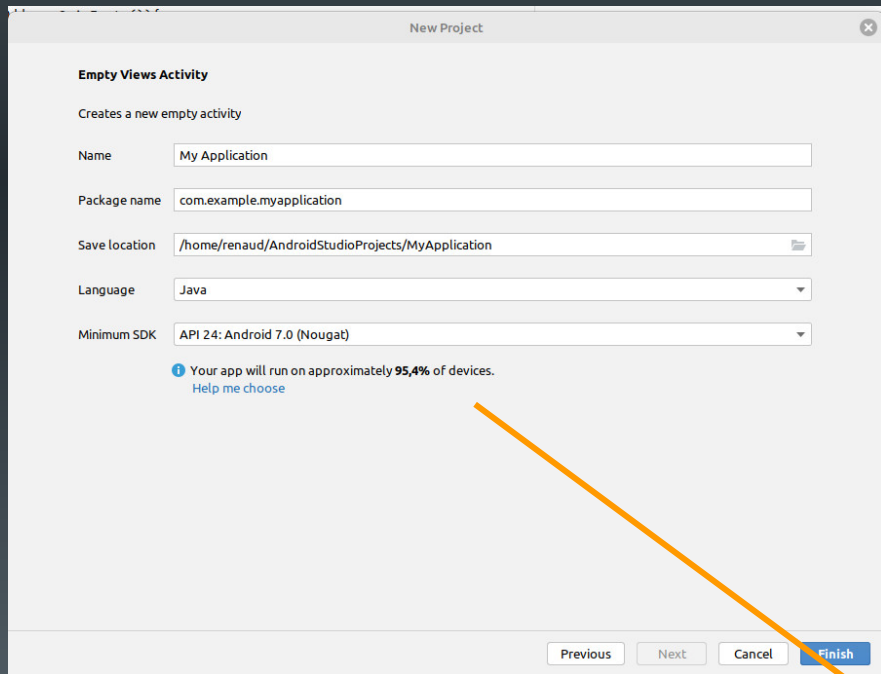 New Project
Empty Views Activity
Creates a new empty activity
Name My Application
Package name com.example.myapplication
Save location /home/renaud/AndroidStudioProjects/MyApplication
Language Java
Minimum SDK API 24: Android 7.0 (Nougat)
Your app will run on approximately 95,4% of devices.
Help me choose
Previous Next Cancel Finish